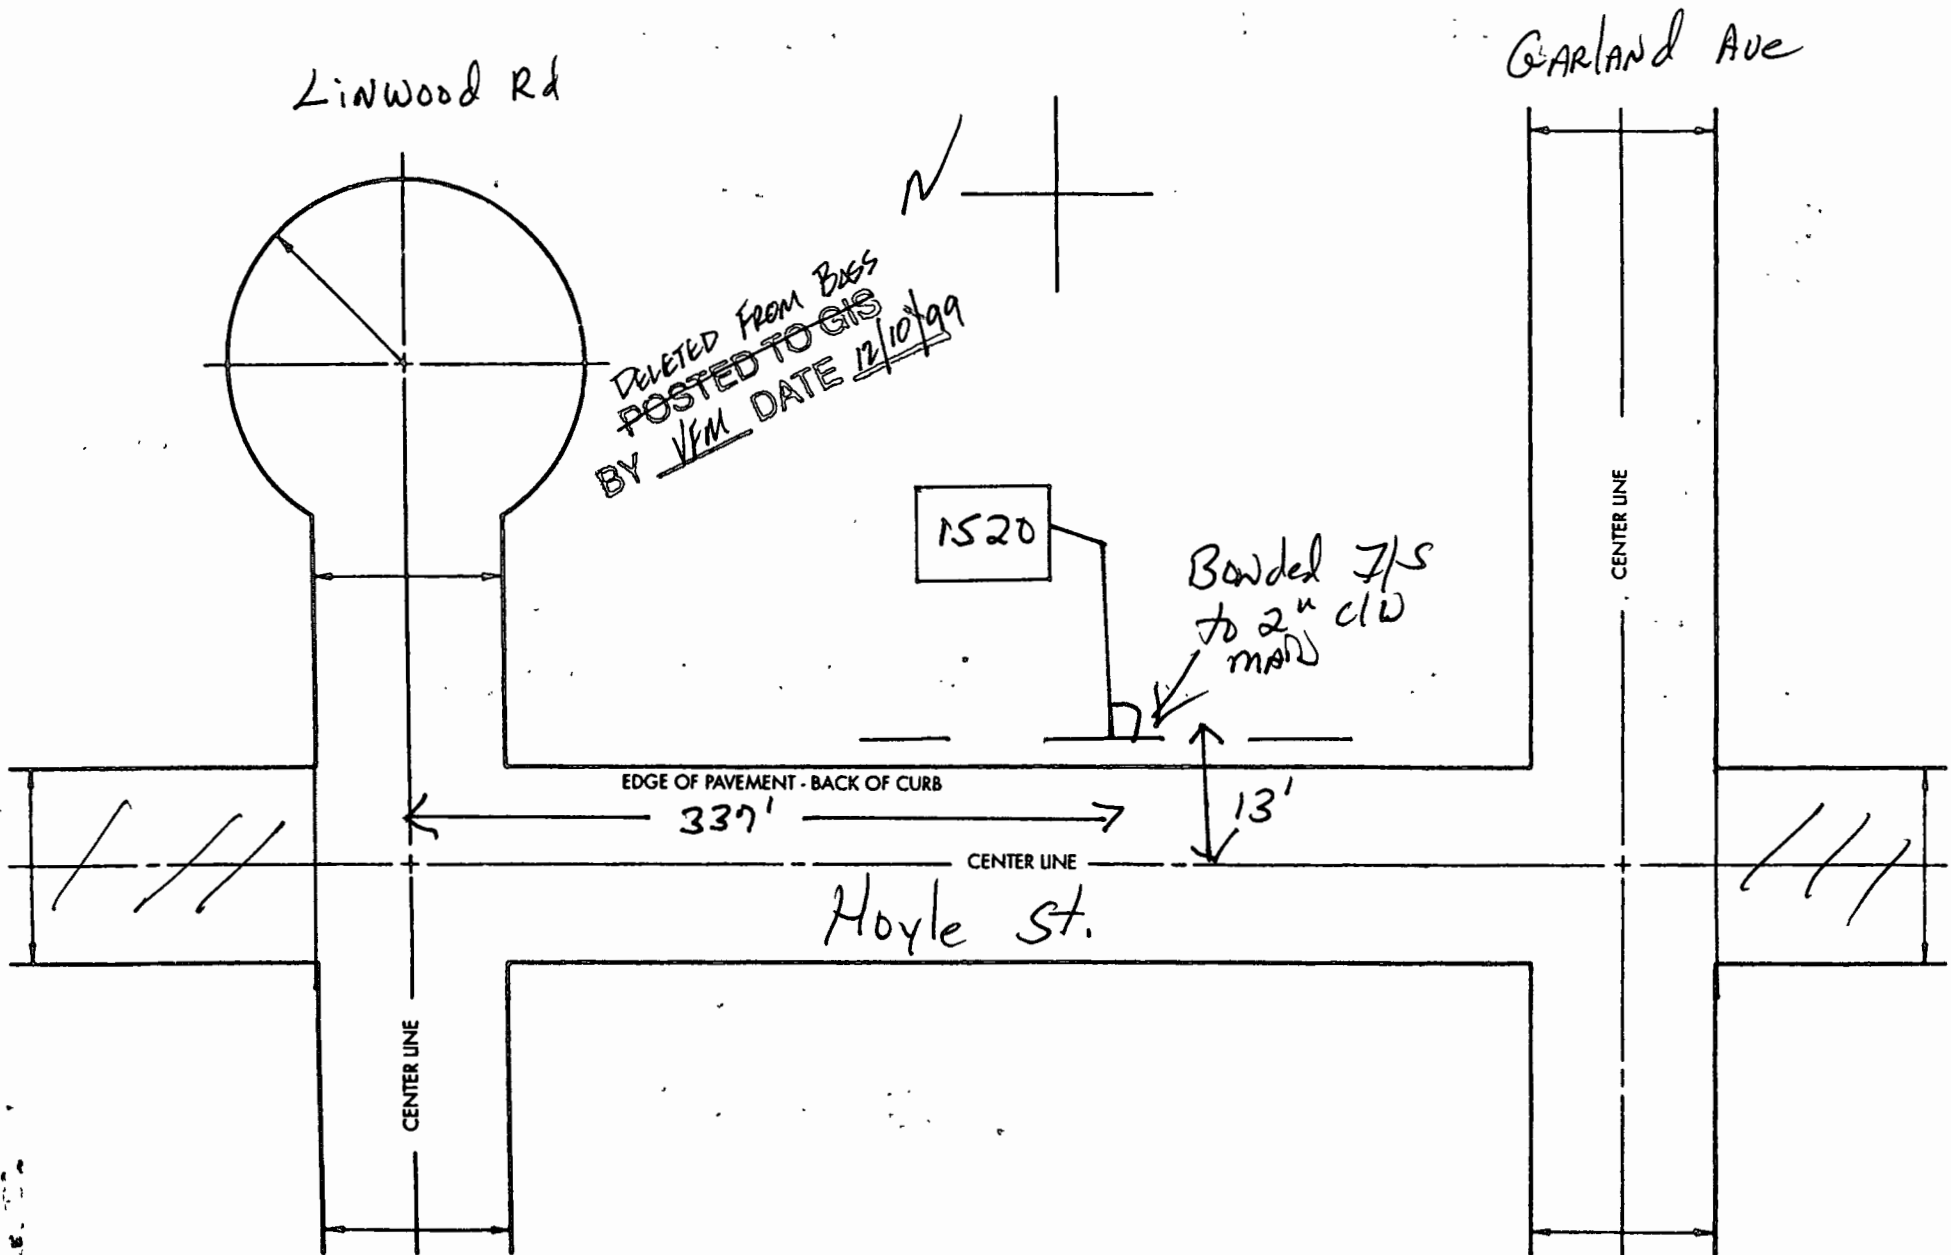 Linwood Rd
Garland Ave
N
DELETED FROM BASS
POSTED TO GIS
BY VFM DATE 12/10/99
1520
Bonded I/S
to 2" c/w
main
EDGE OF PAVEMENT - BACK OF CURB
337'
13'
CENTER LINE
Hoyle St.
CENTER LINE
CENTER LINE